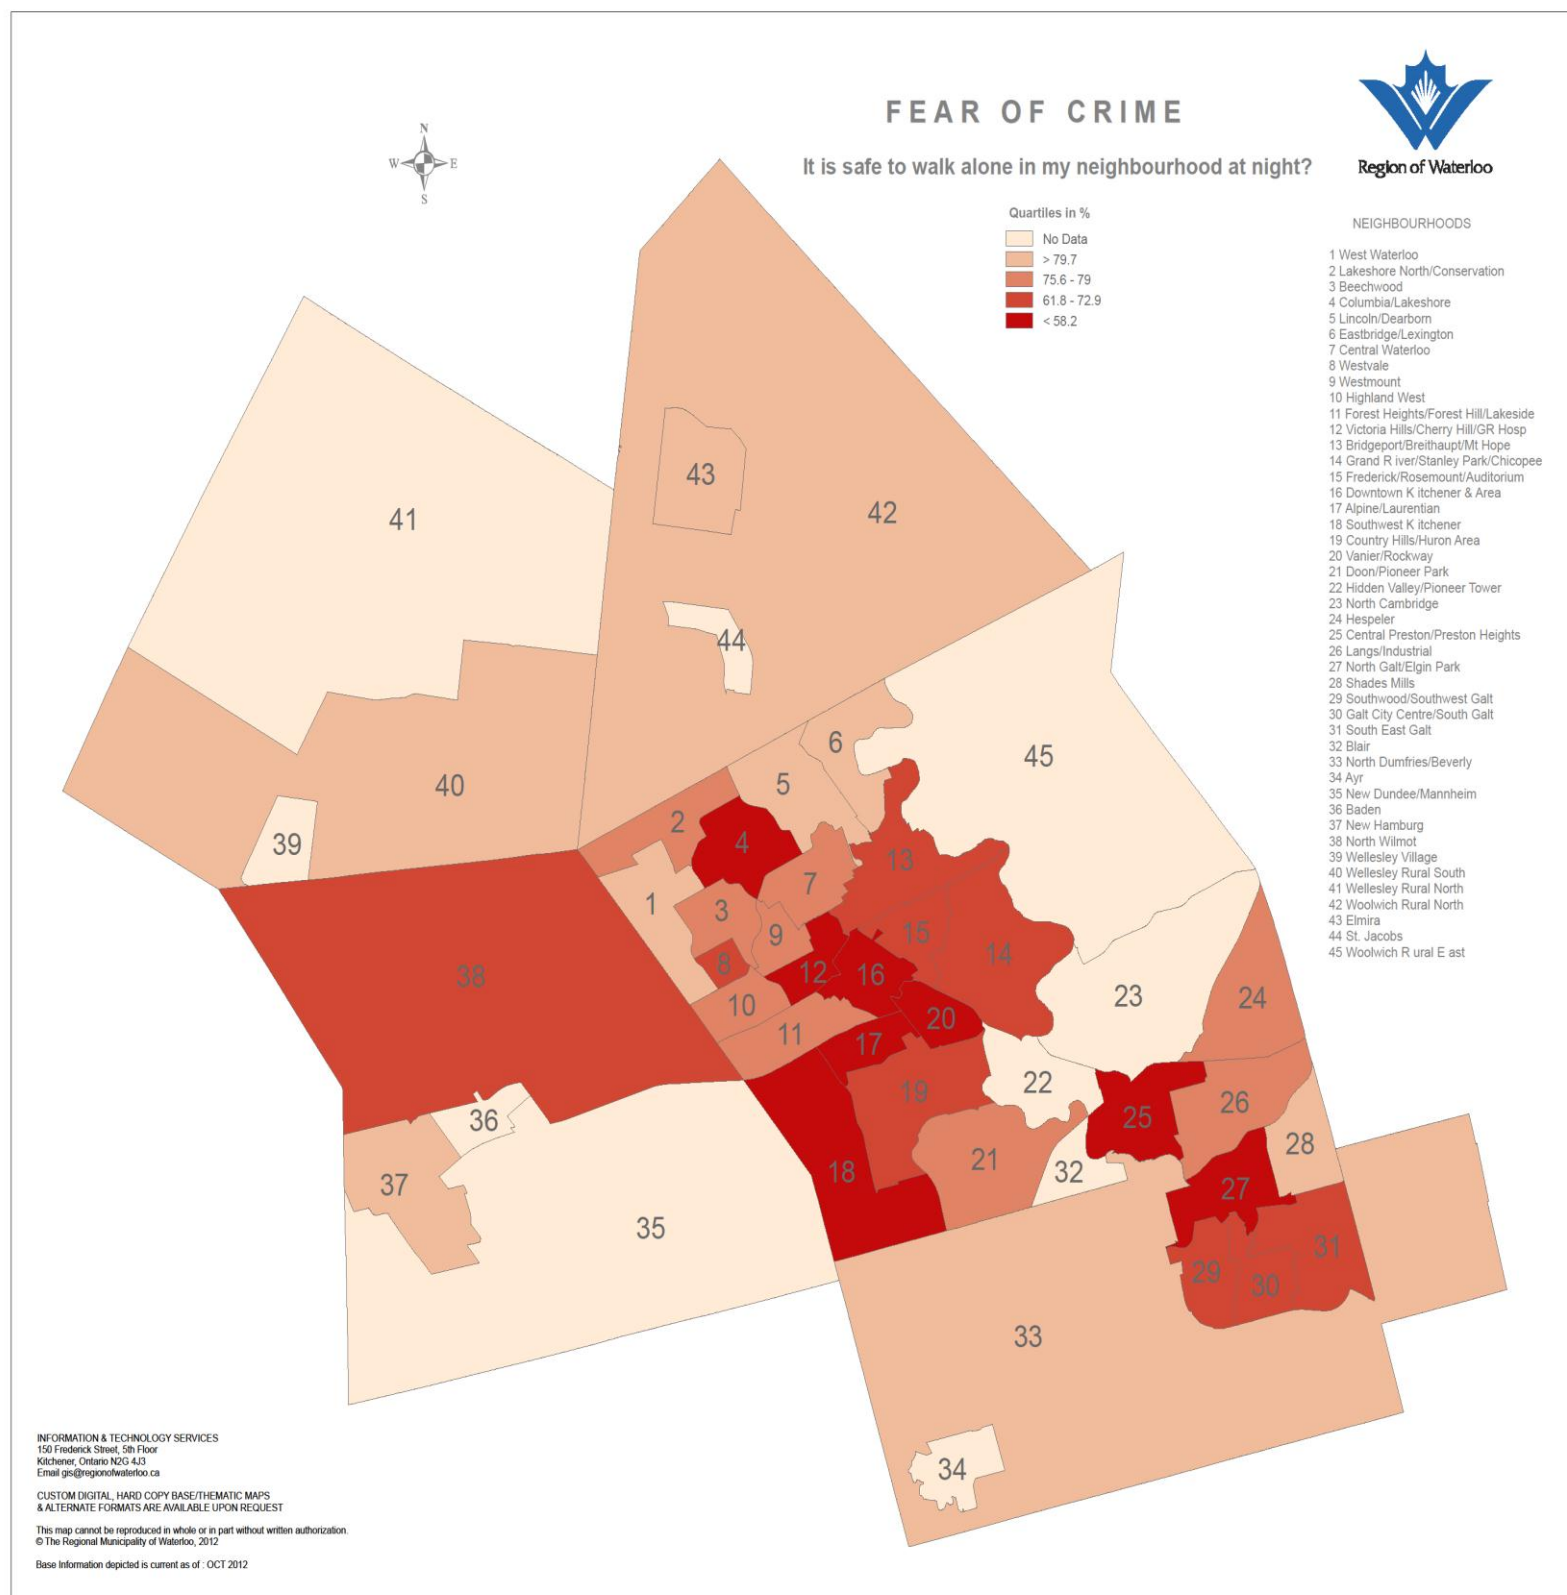 N
W E
S
FEAR OF CRIME
It is safe to walk alone in my neighbourhood at night?
Region of Waterloo
Quartiles in %
No Data
> 79.7
75.6 - 79
61.8 - 72.9
< 58.2
NEIGHBOURHOODS
1 West Waterloo
2 Lakeshore North/Conservation
3 Beechwood
4 Columbia/Lakeshore
5 Lincoln/Dearborn
6 Eastbridge/Lexington
7 Central Waterloo
8 Westvale
9 Westmount
10 Highland West
11 Forest Heights/Forest Hill/Lakeside
12 Victoria Hills/Cherry Hill/GR Hosp
13 Bridgeport/Breithaupt/Mt Hope
14 Grand R iver/Stanley Park/Chicopee
15 Frederick/Rosemount/Auditorium
16 Downtown K itchener & Area
17 Alpine/Laurentian
18 Southwest K itchener
19 Country Hills/Huron Area
20 Vanier/Rockway
21 Doon/Pioneer Park
22 Hidden Valley/Pioneer Tower
23 North Cambridge
24 Hespeler
25 Central Preston/Preston Heights
26 Langs/Industrial
27 North Galt/Elgin Park
28 Shades Mills
29 Southwood/Southwest Galt
30 Galt City Centre/South Galt
31 South East Galt
32 Blair
33 North Dumfries/Beverly
34 Ayr
35 New Dundee/Mannheim
36 Baden
37 New Hamburg
38 North Wilmot
39 Wellesley Village
40 Wellesley Rural South
41 Wellesley Rural North
42 Woolwich Rural North
43 Elmira
44 St. Jacobs
45 Woolwich R ural E ast
43
42
41
44
6
45
5
40
2
4
39
13
7
1
3
15
9
14
8
12
16
38
23
24
10
20
11
17
22
19
26
25
36
28
21
32
18
37
27
35
31
29
30
33
34
INFORMATION & TECHNOLOGY SERVICES
150 Frederick Street, 5th Floor
Kitchener, Ontario N2G 4J3
Email gis@regionofwaterloo.ca
CUSTOM DIGITAL, HARD COPY BASE/THEMATIC MAPS
& ALTERNATE FORMATS ARE AVAILABLE UPON REQUEST
This map cannot be reproduced in whole or in part without written authorization.
© The Regional Municipality of Waterloo, 2012
Base Information depicted is current as of : OCT 2012